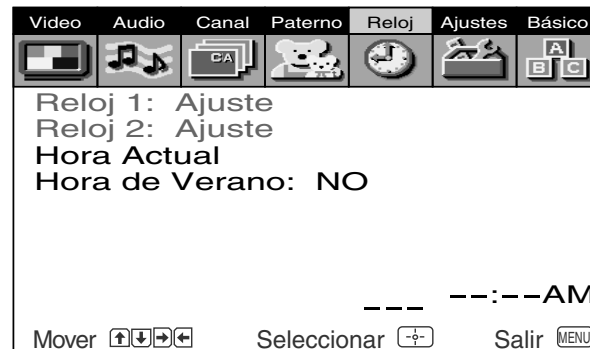 Video Audio Canal Paterno Reloj Ajustes Básico
CA A B C
Reloj 1: Ajuste
Reloj 2: Ajuste
Hora Actual
Hora de Verano: NO
___ --:--AM
Mover Seleccionar Salir MENU